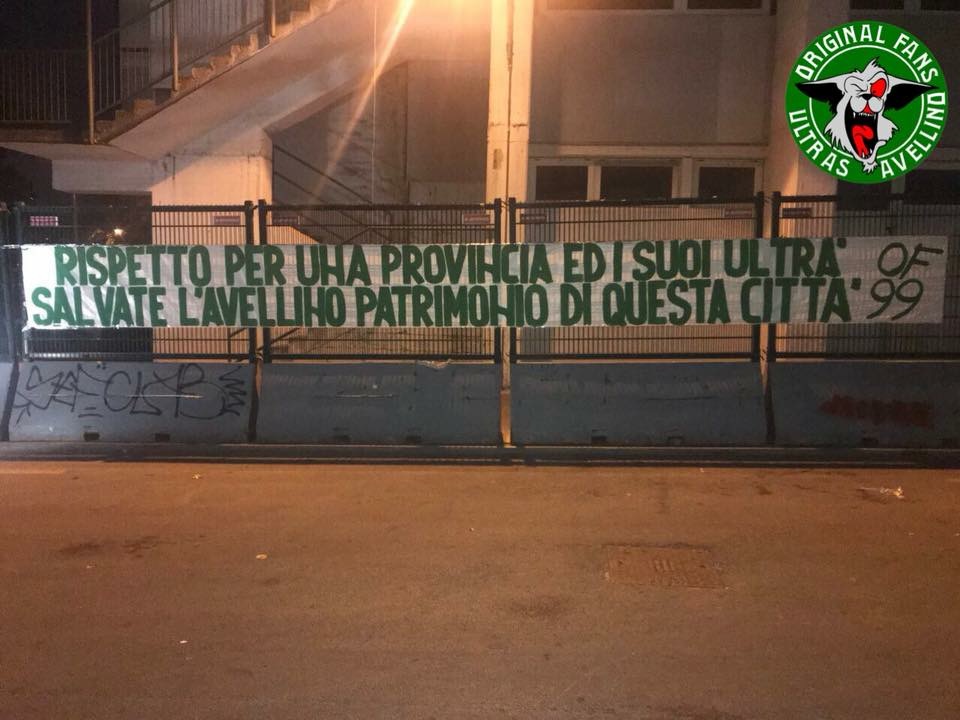 ORIGINAL FANS
ULTRAS AVELLINO
RISPETTO PER UNA PROVINCIA ED I SUOI ULTRA'
SALVATE L'AVELLINO PATRIMONIO DI QUESTA CITTA'
OF
99